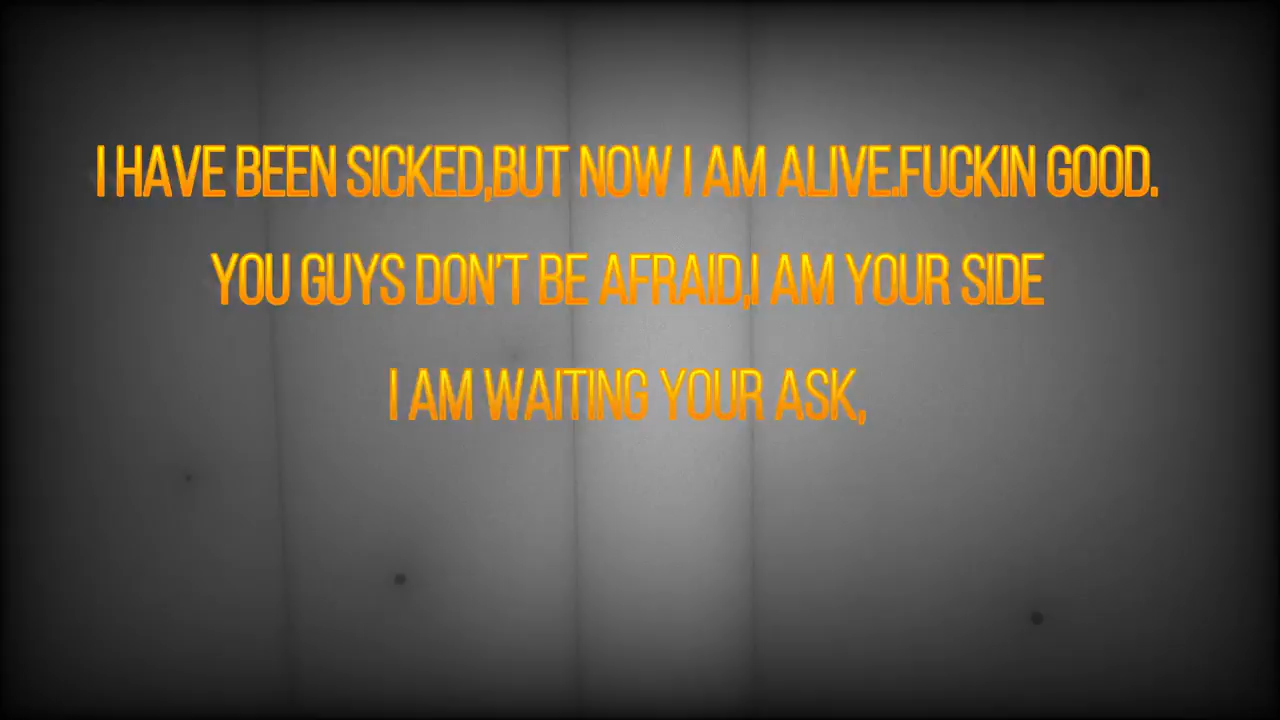 I HAVE BEEN SICKED,BUT NOW I AM ALIVE.FUCKIN GOOD.
YOU GUYS DON'T BE AFRAID,I AM YOUR SIDE
I AM WAITING YOUR ASK,